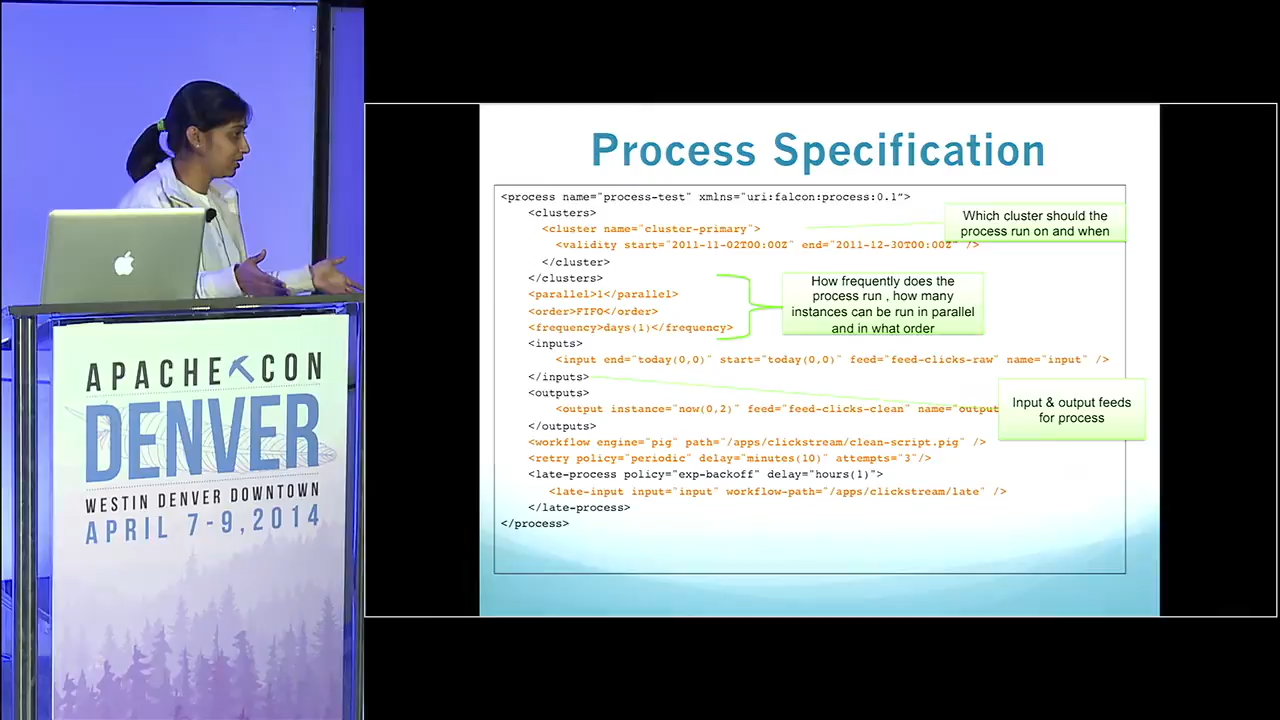 APACHE CON
DENVER
WESTIN DENVER DOWNTOWN
APRIL 7-9, 2014
Process Specification
<process name="process-test" xmlns="uri:falcon:process:0.1">
<clusters>
<cluster name="cluster-primary">
<validity start="2011-11-02T00:00Z" end="2011-12-30T00:00Z" />
</cluster>
</clusters>
<parallel>1</parallel>
<order>FIFO</order>
<frequency>days(1)</frequency>
<inputs>
<input end="today(0,0)" start="today(0,0)" feed="feed-clicks-raw" name="input" />
</inputs>
<outputs>
<output instance="now(0,2)" feed="feed-clicks-clean" name="output
</outputs>
<workflow engine="pig" path="/apps/clickstream/clean-script.pig" />
<retry policy="periodic" delay="minutes(10)" attempts="3"/>
<late-process policy="exp-backoff" delay="hours(1)">
<late-input input="input" workflow-path="/apps/clickstream/late" />
</late-process>
</process>
Which cluster should the
process run on and when
How frequently does the
process run , how many
instances can be run in parallel
and in what order
Input & output feeds
for process